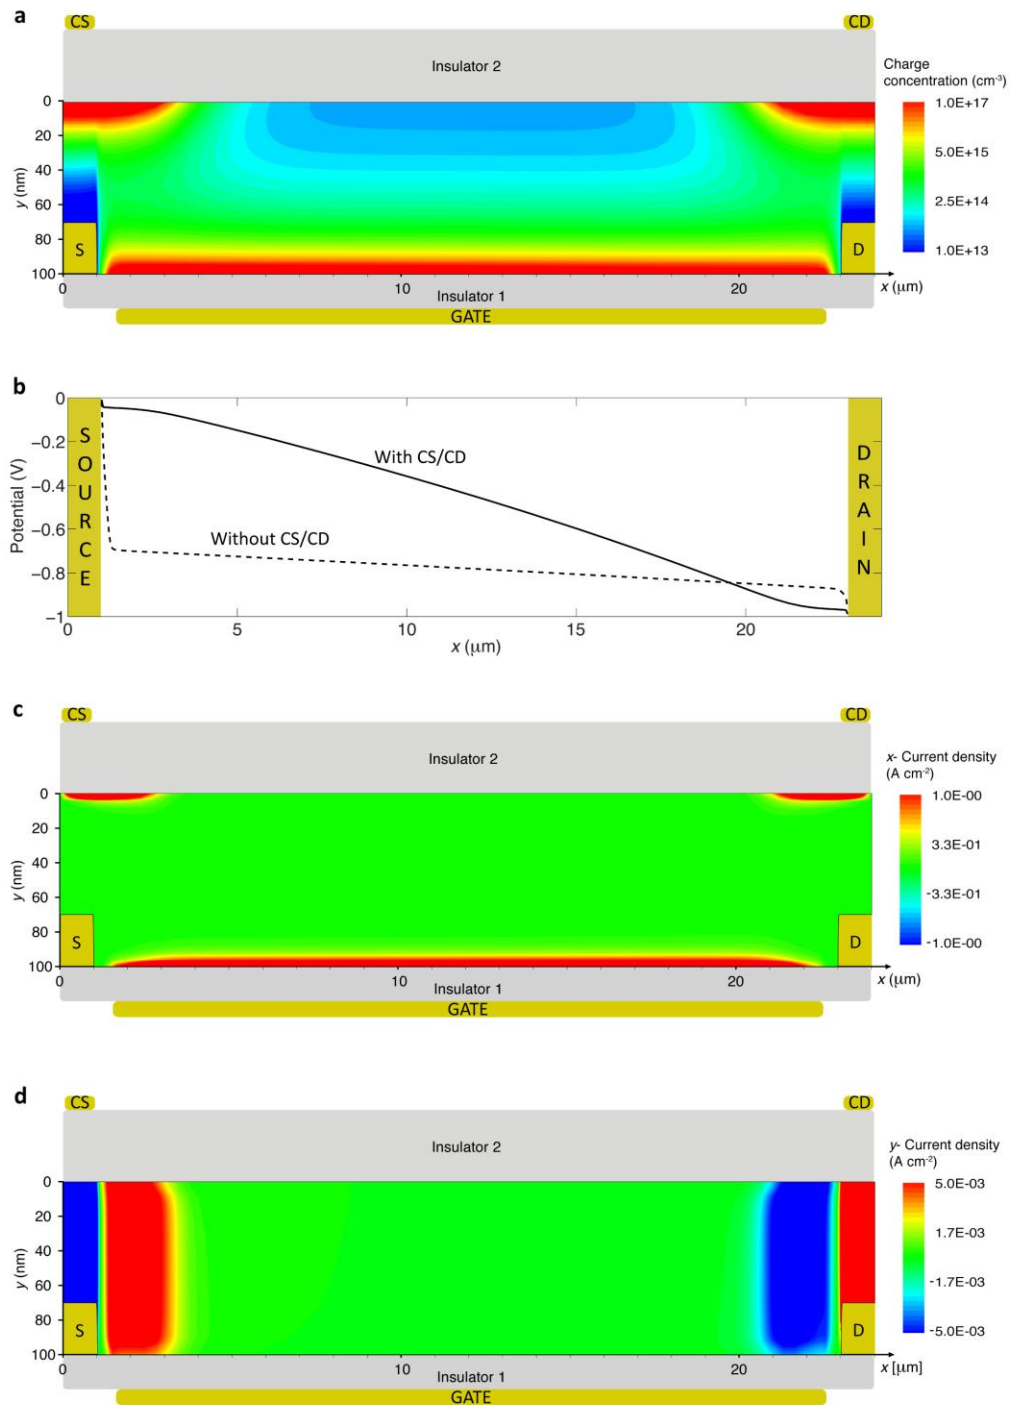 a
CS
CD
Insulator 2
Charge
concentration (cm⁻³)
1.0E+17
5.0E+15
2.5E+14
1.0E+13
0
20
40
60
80
100
y (nm)
S
D
0
10
20
x (μm)
Insulator 1
GATE
b
0
−0.2
−0.4
−0.6
−0.8
−1
Potential (V)
SOURCE
With CS/CD
Without CS/CD
DRAIN
0
5
10
15
20
x (μm)
c
CS
CD
Insulator 2
x- Current density
(A cm⁻²)
1.0E-00
3.3E-01
-3.3E-01
-1.0E-00
0
20
40
60
80
100
y (nm)
S
D
0
10
20
x (μm)
Insulator 1
GATE
d
CS
CD
Insulator 2
y- Current density
(A cm⁻²)
5.0E-03
1.7E-03
-1.7E-03
-5.0E-03
0
20
40
60
80
100
y (nm)
S
D
0
10
20
x [μm]
Insulator 1
GATE